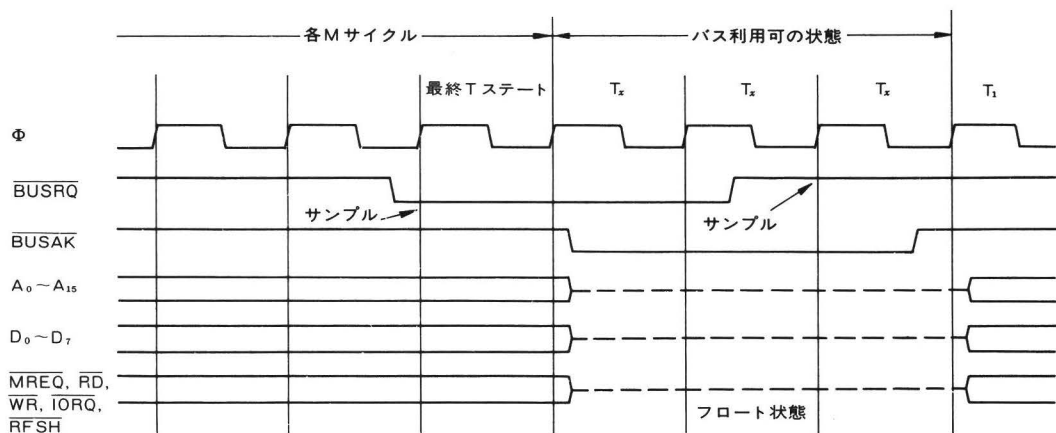 各Mサイクル バス利用可の状態
最終Tステート Tx Tx Tx T1
Φ
BUSRQ
サンプル サンプル
BUSAK
A0～A15
D0～D7
MREQ, RD,
WR, IORQ,
RFSH
フロート状態